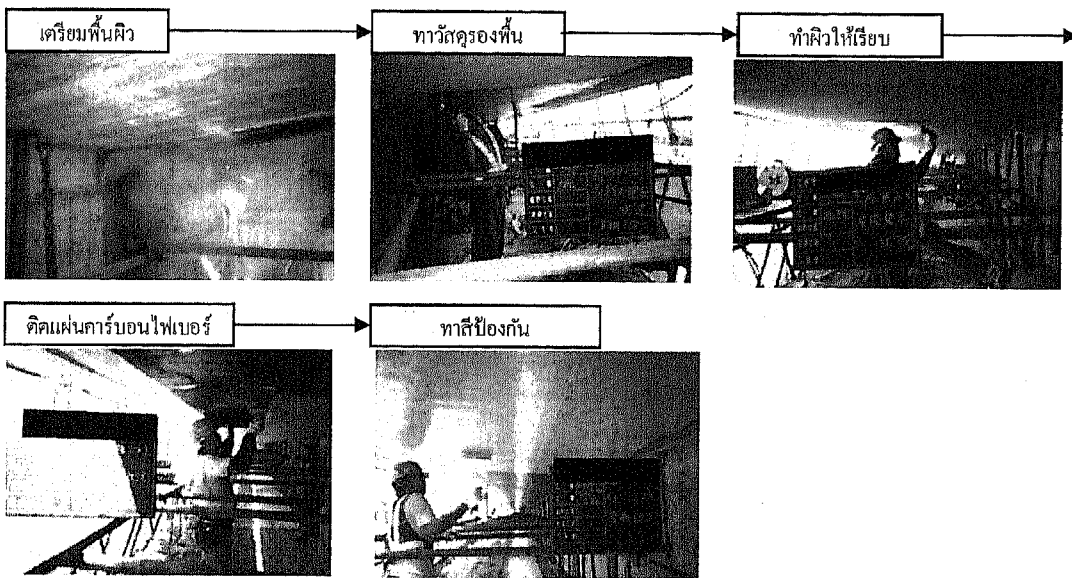 เตรียมพื้นผิว
ทาวัสดุรองพื้น
ทำผิวให้เรียบ
ติดแผ่นคาร์บอนไฟเบอร์
ทาสีป้องกัน